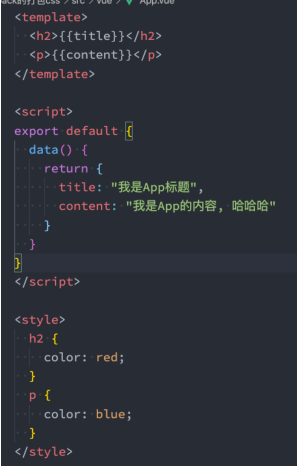 ack的打包css / src / vue / App.vue
<template>
  <h2>{{title}}</h2>
  <p>{{content}}</p>
</template>

<script>
export default {
  data() {
    return {
      title: "我是App标题",
      content: "我是App的内容, 哈哈哈"
    }
  }
}
</script>

<style>
  h2 {
    color: red;
  }
  p {
    color: blue;
  }
</style>